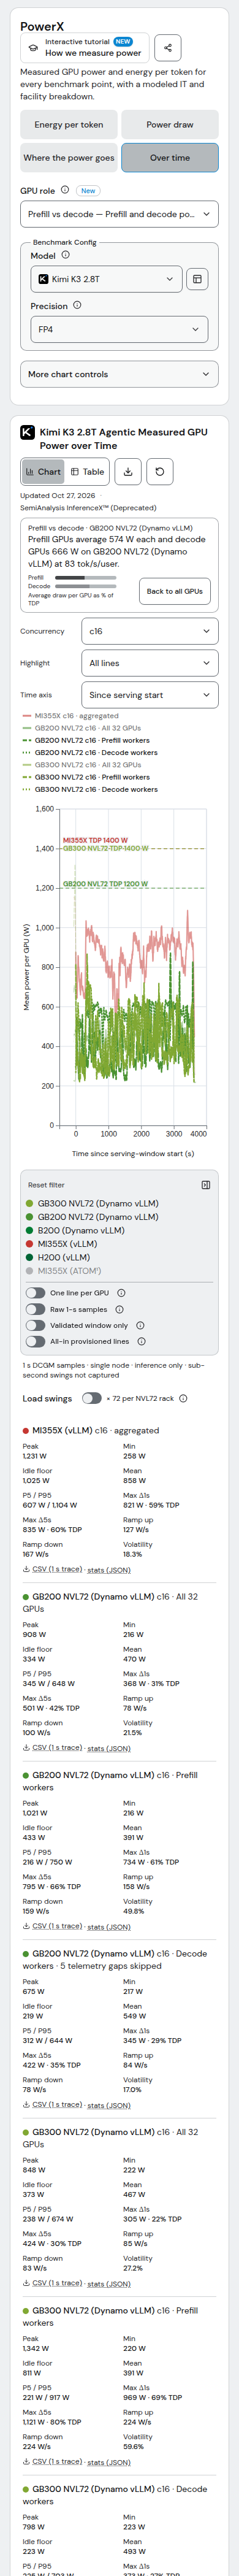 PowerX
Interactive tutorial NEW
How we measure power
Measured GPU power and energy per token for
every benchmark point, with a modeled IT and
facility breakdown.
Energy per token
Power draw
Where the power goes
Over time
GPU role New
Prefill vs decode — Prefill and decode po...
Benchmark Config
Model
Kimi K3 2.8T
Precision
FP4
More chart controls
Kimi K3 2.8T Agentic Measured GPU
Power over Time
Chart
Table
Updated Oct 27, 2026 ·
SemiAnalysis InferenceX™ (Deprecated)
Prefill vs decode · GB200 NVL72 (Dynamo vLLM)
Prefill GPUs average 574 W each and decode
GPUs 666 W on GB200 NVL72 (Dynamo
vLLM) at 83 tok/s/user.
Prefill
Decode
Average draw per GPU as % of
TDP
Back to all GPUs
Concurrency
c16
Highlight
All lines
Time axis
Since serving start
MI355X c16 · aggregated
GB200 NVL72 c16 · All 32 GPUs
GB200 NVL72 c16 · Prefill workers
GB200 NVL72 c16 · Decode workers
GB300 NVL72 c16 · All 32 GPUs
GB300 NVL72 c16 · Prefill workers
GB300 NVL72 c16 · Decode workers
1,600
MI355X TDP 1400 W
1,400
GB300 NVL72 TDP 1400 W
1,200
GB200 NVL72 TDP 1200 W
1,000
800
600
400
200
0
Mean power per GPU (W)
0 1000 2000 3000 4000
Time since serving-window start (s)
Reset filter
GB300 NVL72 (Dynamo vLLM)
GB200 NVL72 (Dynamo vLLM)
B200 (Dynamo vLLM)
MI355X (vLLM)
H200 (vLLM)
MI355X (ATOM¹)
One line per GPU
Raw 1-s samples
Validated window only
All-in provisioned lines
1 s DCGM samples · single node · inference only · sub-
second swings not captured
Load swings × 72 per NVL72 rack
MI355X (vLLM) c16 · aggregated
Peak Min
1,231 W 258 W
Idle floor Mean
1,025 W 858 W
P5 / P95 Max Δ1s
607 W / 1,104 W 821 W · 59% TDP
Max Δ5s Ramp up
835 W · 60% TDP 127 W/s
Ramp down Volatility
167 W/s 18.3%
CSV (1 s trace) · stats (JSON)
GB200 NVL72 (Dynamo vLLM) c16 · All 32
GPUs
Peak Min
908 W 216 W
Idle floor Mean
334 W 470 W
P5 / P95 Max Δ1s
345 W / 648 W 368 W · 31% TDP
Max Δ5s Ramp up
501 W · 42% TDP 78 W/s
Ramp down Volatility
100 W/s 21.5%
CSV (1 s trace) · stats (JSON)
GB200 NVL72 (Dynamo vLLM) c16 · Prefill
workers
Peak Min
1,021 W 216 W
Idle floor Mean
433 W 391 W
P5 / P95 Max Δ1s
216 W / 750 W 734 W · 61% TDP
Max Δ5s Ramp up
795 W · 66% TDP 158 W/s
Ramp down Volatility
159 W/s 49.8%
CSV (1 s trace) · stats (JSON)
GB200 NVL72 (Dynamo vLLM) c16 · Decode
workers · 5 telemetry gaps skipped
Peak Min
675 W 217 W
Idle floor Mean
219 W 549 W
P5 / P95 Max Δ1s
312 W / 644 W 345 W · 29% TDP
Max Δ5s Ramp up
422 W · 35% TDP 84 W/s
Ramp down Volatility
78 W/s 17.0%
CSV (1 s trace) · stats (JSON)
GB300 NVL72 (Dynamo vLLM) c16 · All 32
GPUs
Peak Min
848 W 222 W
Idle floor Mean
373 W 467 W
P5 / P95 Max Δ1s
238 W / 674 W 305 W · 22% TDP
Max Δ5s Ramp up
424 W · 30% TDP 85 W/s
Ramp down Volatility
83 W/s 27.2%
CSV (1 s trace) · stats (JSON)
GB300 NVL72 (Dynamo vLLM) c16 · Prefill
workers
Peak Min
1,342 W 220 W
Idle floor Mean
811 W 391 W
P5 / P95 Max Δ1s
221 W / 917 W 969 W · 69% TDP
Max Δ5s Ramp up
1,121 W · 80% TDP 224 W/s
Ramp down Volatility
224 W/s 59.6%
CSV (1 s trace) · stats (JSON)
GB300 NVL72 (Dynamo vLLM) c16 · Decode
workers
Peak Min
798 W 223 W
Idle floor Mean
223 W 493 W
P5 / P95 Max Δ1s